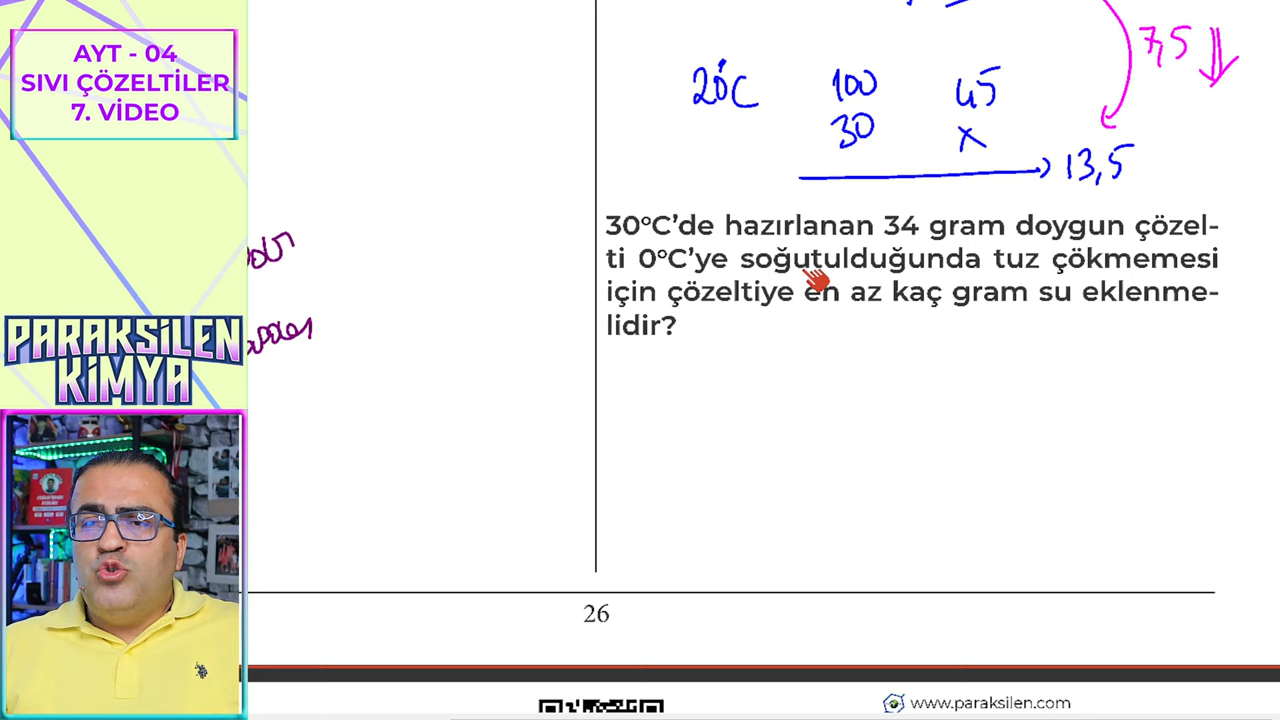 AYT - 04
SIVI ÇÖZELTİLER
7. VİDEO
7,5
20°C 100 45
30 x
13,5
30°C’de hazırlanan 34 gram doygun çözel-
ti 0°C’ye soğutulduğunda tuz çökmemesi
için çözeltiye en az kaç gram su eklenme-
lidir?
PARAKSİLEN
KİMYA
26
www.paraksilen.com